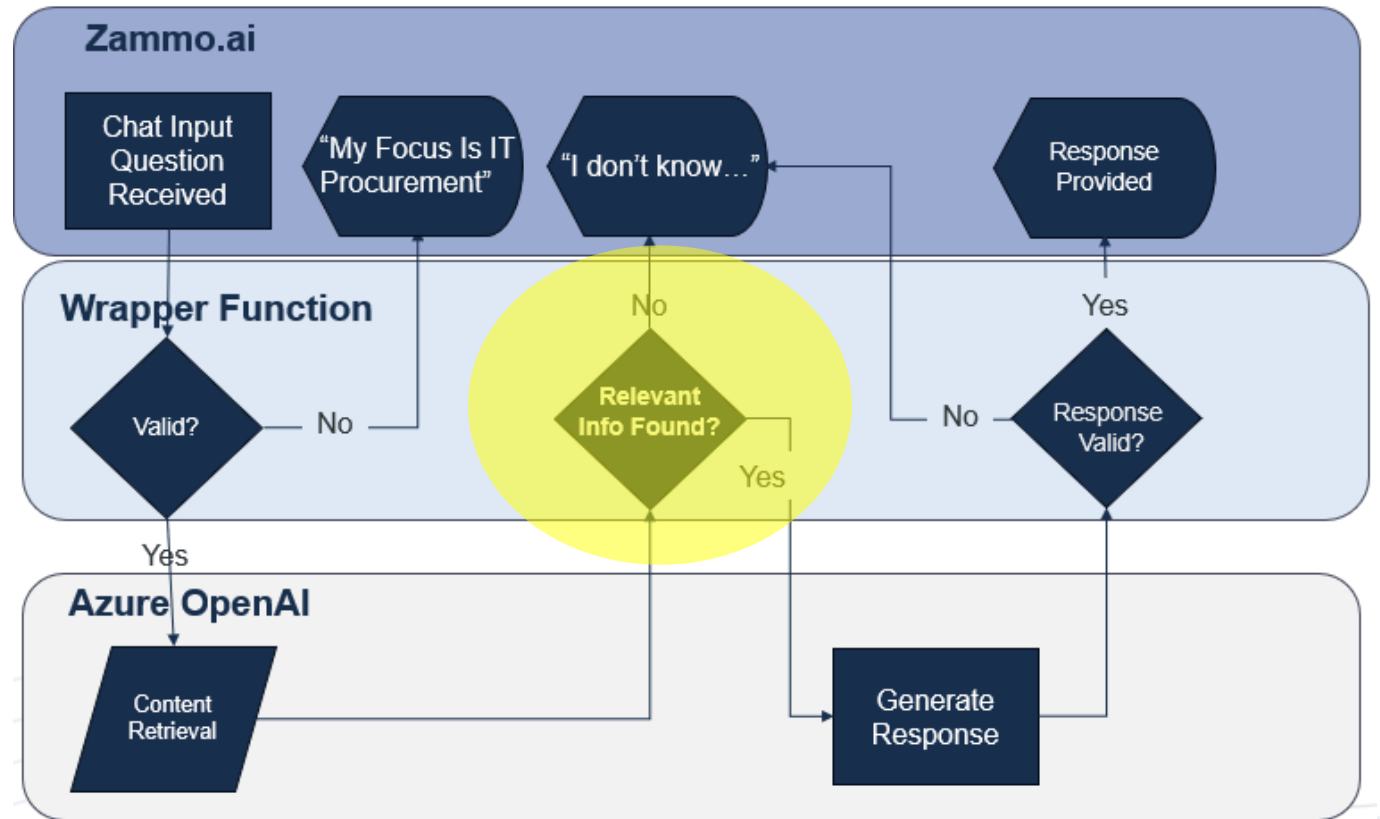 Zammo.ai
Chat Input
Question
Received
“My Focus Is IT
Procurement”
“I don’t know…”
Response
Provided
Wrapper Function
No
Yes
Valid?
No
Relevant
Info Found?
Yes
No
Response
Valid?
Yes
Azure OpenAI
Content
Retrieval
Generate
Response